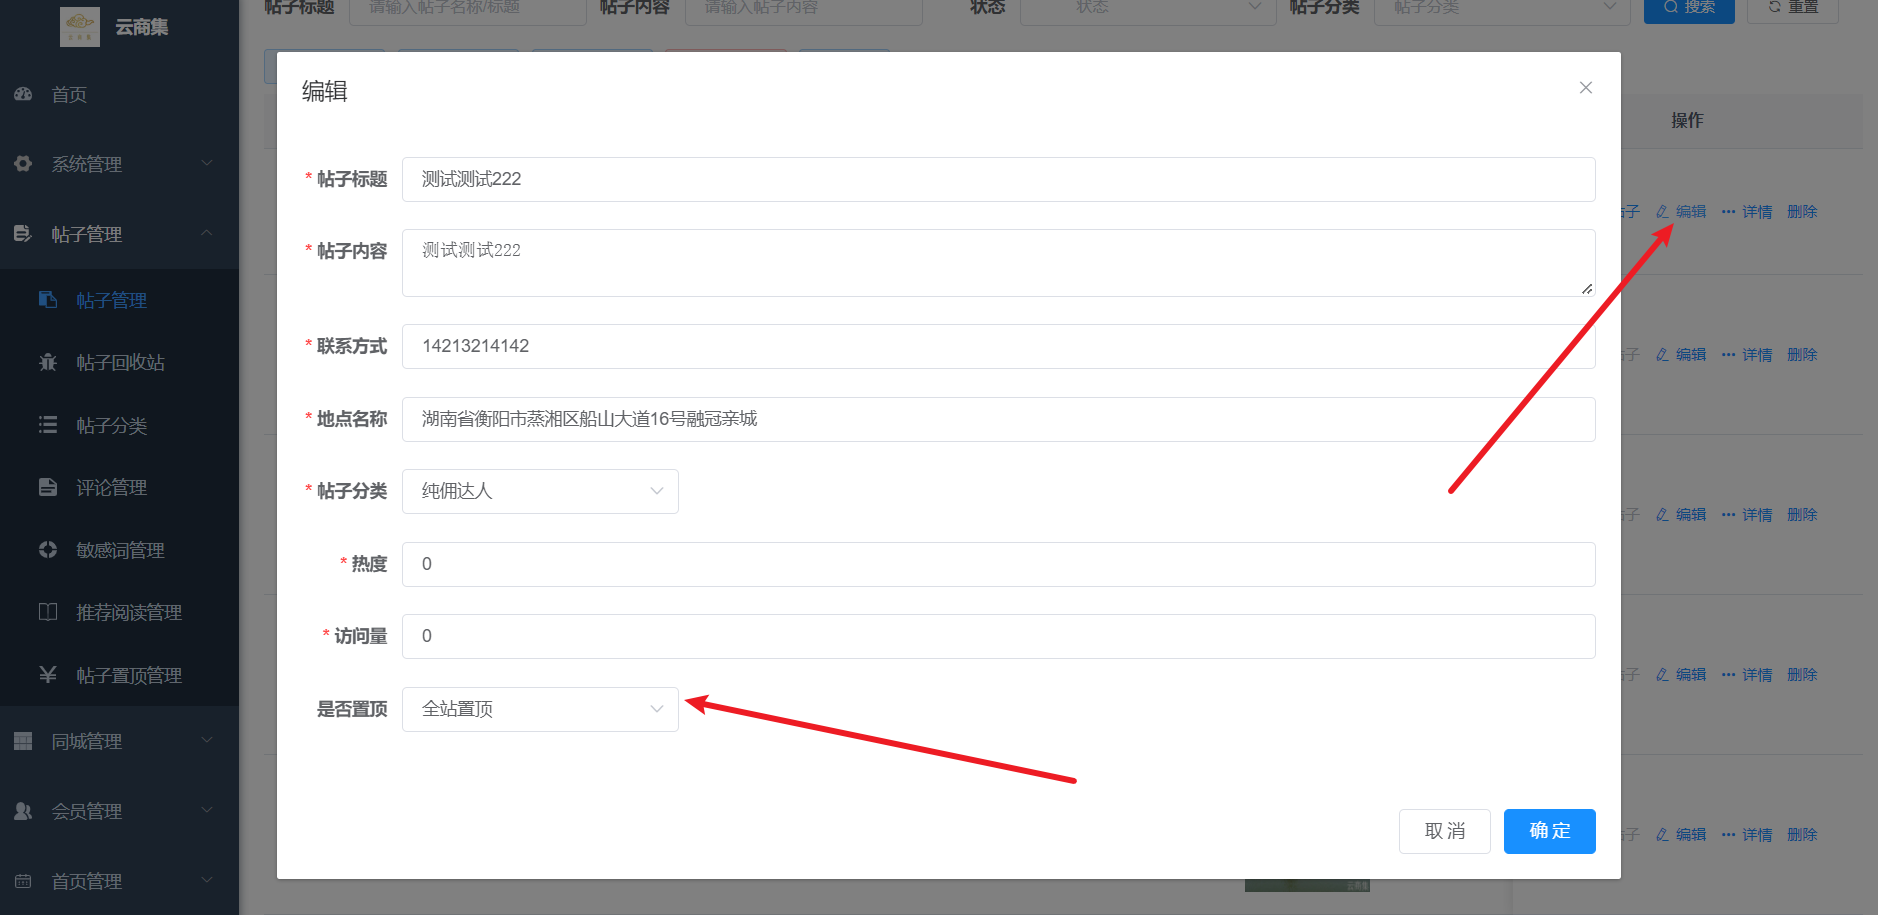 云商集
首页
系统管理
帖子管理
帖子管理
帖子回收站
帖子分类
评论管理
敏感词管理
推荐阅读管理
帖子置顶管理
同城管理
会员管理
首页管理
帖子标题 请输入帖子名称/标题 帖子内容 请输入帖子内容 状态 状态 帖子分类 帖子分类 搜索 重置
操作
编辑
* 帖子标题 测试测试222
* 帖子内容 测试测试222
* 联系方式 14213214142
* 地点名称 湖南省衡阳市蒸湘区船山大道16号融冠亲城
* 帖子分类 纯佣达人
* 热度 0
* 访问量 0
是否置顶 全站置顶
取 消 确 定
帖子 编辑 ··· 详情 删除
帖子 编辑 ··· 详情 删除
帖子 编辑 ··· 详情 删除
帖子 编辑 ··· 详情 删除
帖子 编辑 ··· 详情 删除
云商集